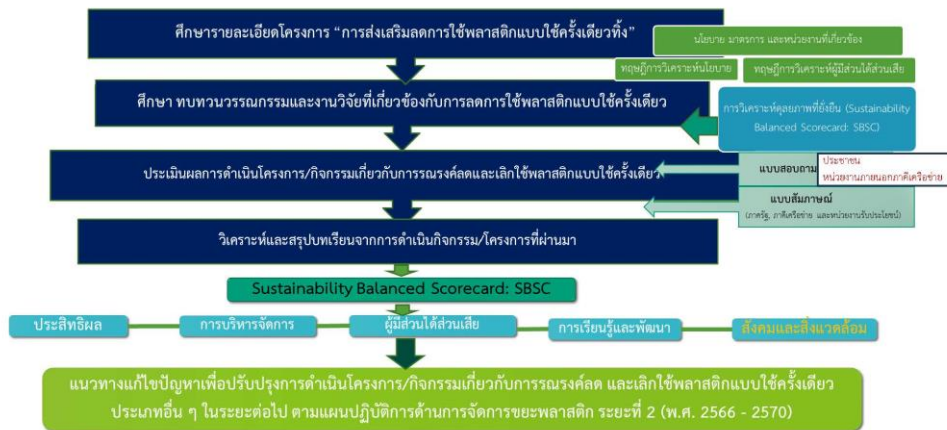 ศึกษารายละเอียดโครงการ “การส่งเสริมลดการใช้พลาสติกแบบใช้ครั้งเดียวทิ้ง”
นโยบาย มาตรการ และหน่วยงานที่เกี่ยวข้อง
ทฤษฎีการวิเคราะห์นโยบาย
ทฤษฎีการวิเคราะห์ผู้มีส่วนได้ส่วนเสีย
ศึกษา ทบทวนวรรณกรรมและงานวิจัยที่เกี่ยวข้องกับการลดการใช้พลาสติกแบบใช้ครั้งเดียว
การวิเคราะห์ดุลยภาพที่ยั่งยืน (Sustainability
Balanced Scorecard: SBSC)
ประเมินผลการดำเนินโครงการ/กิจกรรมเกี่ยวกับการรณรงค์ลดและเลิกใช้พลาสติกแบบใช้ครั้งเดียว
แบบสอบถาม
ประชาชน
หน่วยงานภายนอกภาคีเครือข่าย
แบบสัมภาษณ์
(ภาครัฐ, ภาคีเครือข่าย และหน่วยงานรับประโยชน์)
วิเคราะห์และสรุปบทเรียนจากการดำเนินกิจกรรม/โครงการที่ผ่านมา
Sustainability Balanced Scorecard: SBSC
ประสิทธิผล
การบริหารจัดการ
ผู้มีส่วนได้ส่วนเสีย
การเรียนรู้และพัฒนา
สังคมและสิ่งแวดล้อม
แนวทางแก้ไขปัญหาเพื่อปรับปรุงการดำเนินโครงการ/กิจกรรมเกี่ยวกับการรณรงค์ลด และเลิกใช้พลาสติกแบบใช้ครั้งเดียว
ประเภทอื่น ๆ ในระยะต่อไป ตามแผนปฏิบัติการด้านการจัดการขยะพลาสติก ระยะที่ 2 (พ.ศ. 2566 - 2570)